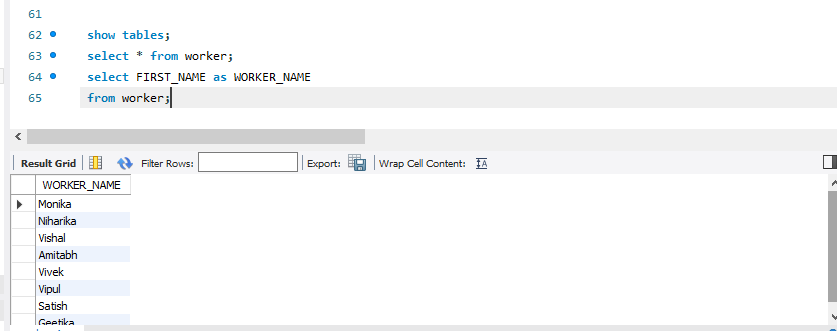 61
62 show tables;
63 select * from worker;
64 select FIRST_NAME as WORKER_NAME
65 from worker;
Result Grid Filter Rows: Export: Wrap Cell Content:
WORKER_NAME
Monika
Niharika
Vishal
Amitabh
Vivek
Vipul
Satish
Geetika